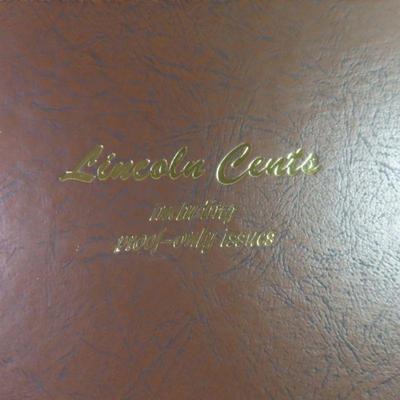 Lincoln Cents
including
proof-only issues